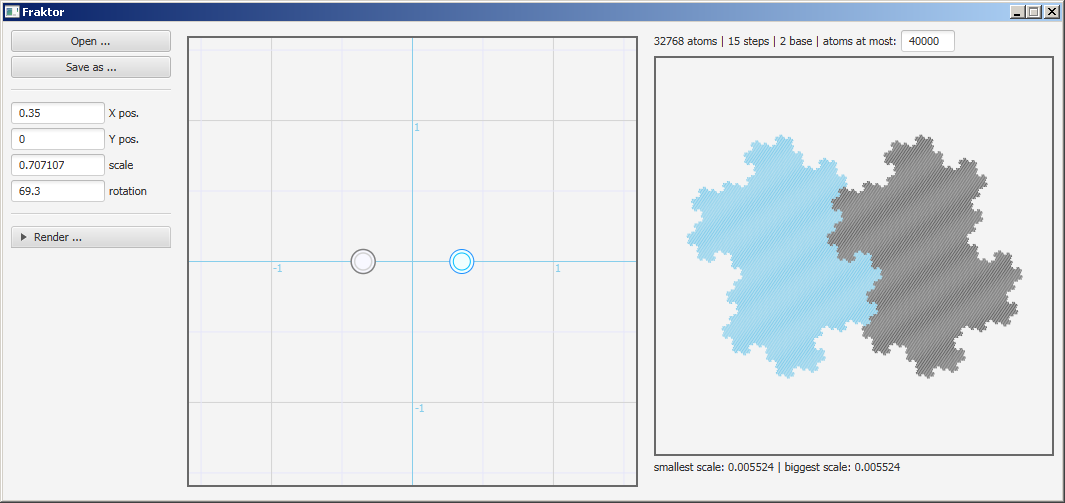 Fraktor
Open ...
Save as ...
0.35 X pos.
0 Y pos.
0.707107 scale
69.3 rotation
Render ...
1
-1 1
-1
32768 atoms | 15 steps | 2 base | atoms at most: 40000
smallest scale: 0.005524 | biggest scale: 0.005524